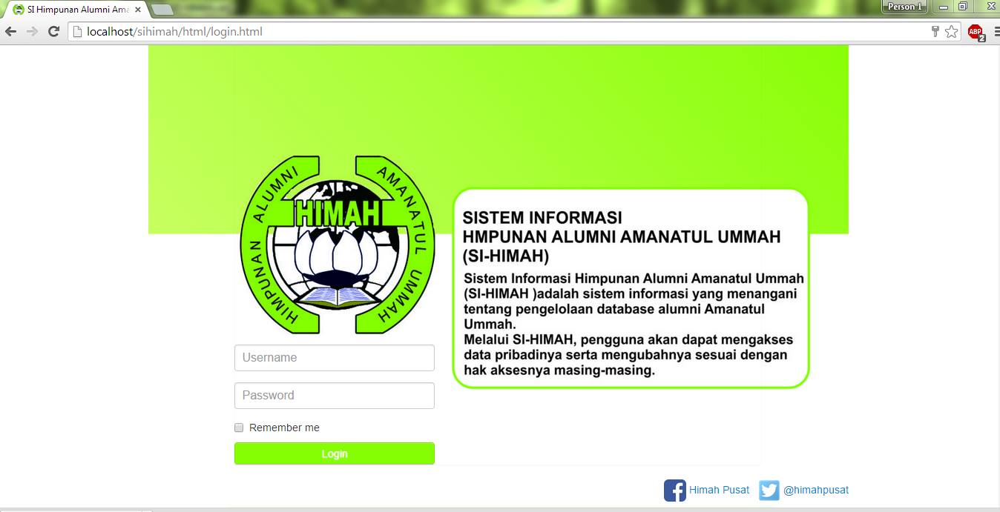 SI Himpunan Alumni Ama
Person 1
localhost/sihimah/html/login.html
ABP
2
HIMPUNAN ALUMNI
AMANATUL UMMAH
HIMAH
SISTEM INFORMASI
HMPUNAN ALUMNI AMANATUL UMMAH
(SI-HIMAH)
Sistem Informasi Himpunan Alumni Amanatul Ummah
(SI-HIMAH )adalah sistem informasi yang menangani
tentang pengelolaan database alumni Amanatul
Ummah.
Melalui SI-HIMAH, pengguna akan dapat mengakses
data pribadinya serta mengubahnya sesuai dengan
hak aksesnya masing-masing.
Username
Password
Remember me
Login
Himah Pusat
@himahpusat